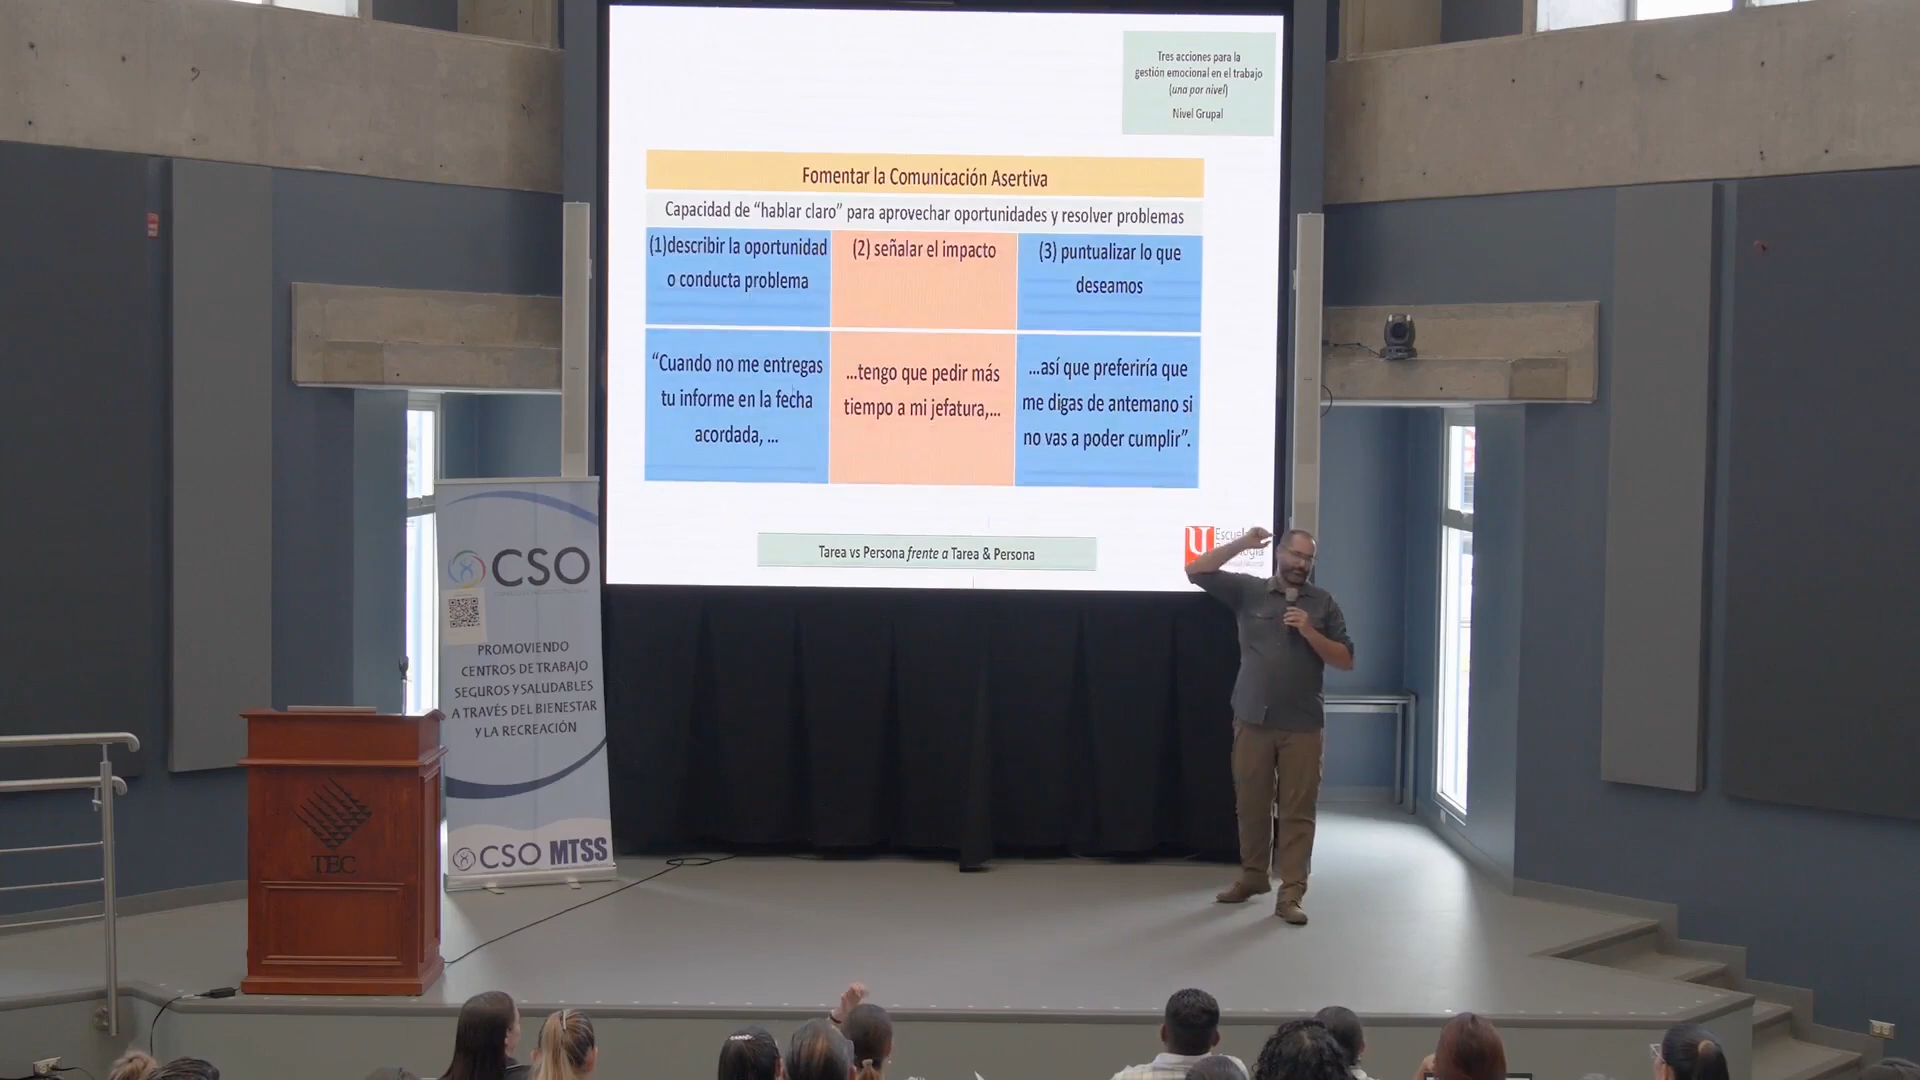 Tres acciones para la
gestión emocional en el trabajo
(una por nivel)
Nivel Grupal
Fomentar la Comunicación Asertiva
Capacidad de “hablar claro” para aprovechar oportunidades y resolver problemas
(1)describir la oportunidad
o conducta problema
(2) señalar el impacto
(3) puntualizar lo que
deseamos
“Cuando no me entregas
tu informe en la fecha
acordada, ...
...tengo que pedir más
tiempo a mi jefatura,...
...así que preferiría que
me digas de antemano si
no vas a poder cumplir”.
Tarea vs Persona frente a Tarea & Persona
CSO
PROMOVIENDO
CENTROS DE TRABAJO
SEGUROS Y SALUDABLES
A TRAVÉS DEL BIENESTAR
Y LA RECREACIÓN
CSO MTSS
TEC